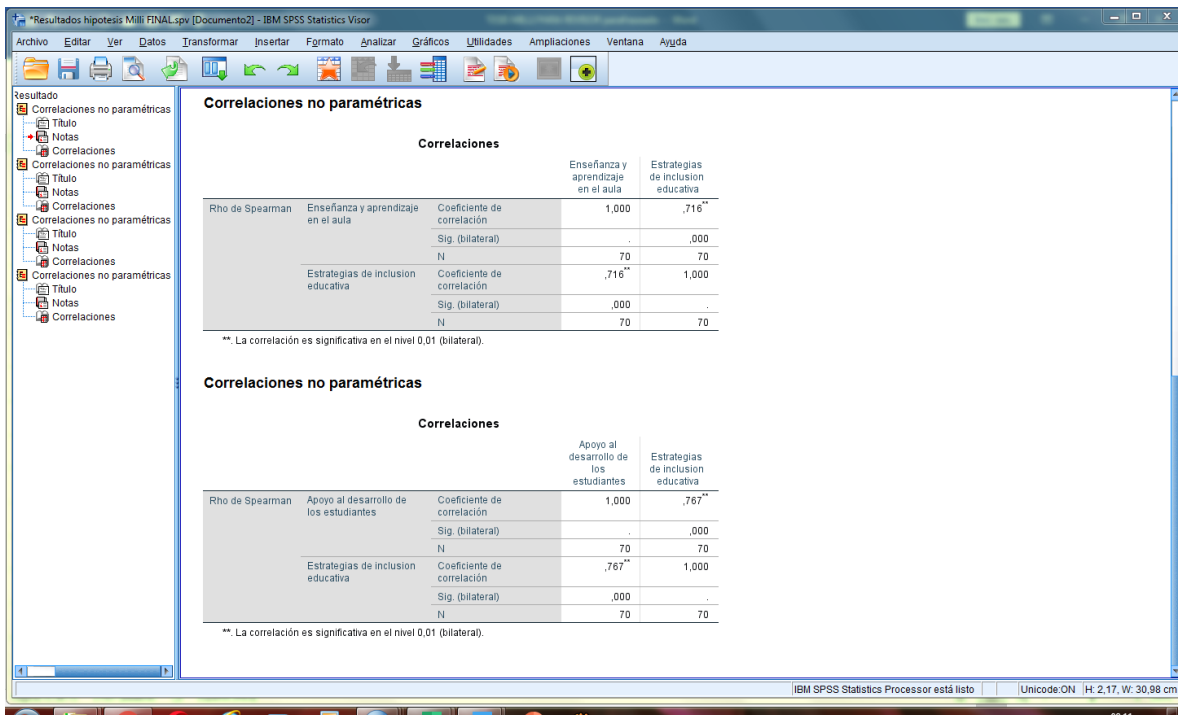 *Resultados hipotesis Milli FINAL.spv [Documento2] - IBM SPSS Statistics Visor
Archivo Editar Ver Datos Transformar Insertar Formato Analizar Gráficos Utilidades Ampliaciones Ventana Ayuda
Resultado
Correlaciones no paramétricas
Título
Notas
Correlaciones
Correlaciones no paramétricas
Título
Notas
Correlaciones
Correlaciones no paramétricas
Título
Notas
Correlaciones
Correlaciones no paramétricas
Título
Notas
Correlaciones
Correlaciones no paramétricas
Correlaciones
Enseñanza y aprendizaje en el aula
Estrategias de inclusion educativa
Rho de Spearman Enseñanza y aprendizaje en el aula Coeficiente de correlación 1,000 ,716**
Sig. (bilateral) . ,000
N 70 70
Estrategias de inclusion educativa Coeficiente de correlación ,716** 1,000
Sig. (bilateral) ,000 .
N 70 70
**. La correlación es significativa en el nivel 0,01 (bilateral).
Correlaciones no paramétricas
Correlaciones
Apoyo al desarrollo de los estudiantes
Estrategias de inclusion educativa
Rho de Spearman Apoyo al desarrollo de los estudiantes Coeficiente de correlación 1,000 ,767**
Sig. (bilateral) . ,000
N 70 70
Estrategias de inclusion educativa Coeficiente de correlación ,767** 1,000
Sig. (bilateral) ,000 .
N 70 70
**. La correlación es significativa en el nivel 0,01 (bilateral).
IBM SPSS Statistics Processor está listo Unicode:ON H: 2,17, W: 30,98 cm